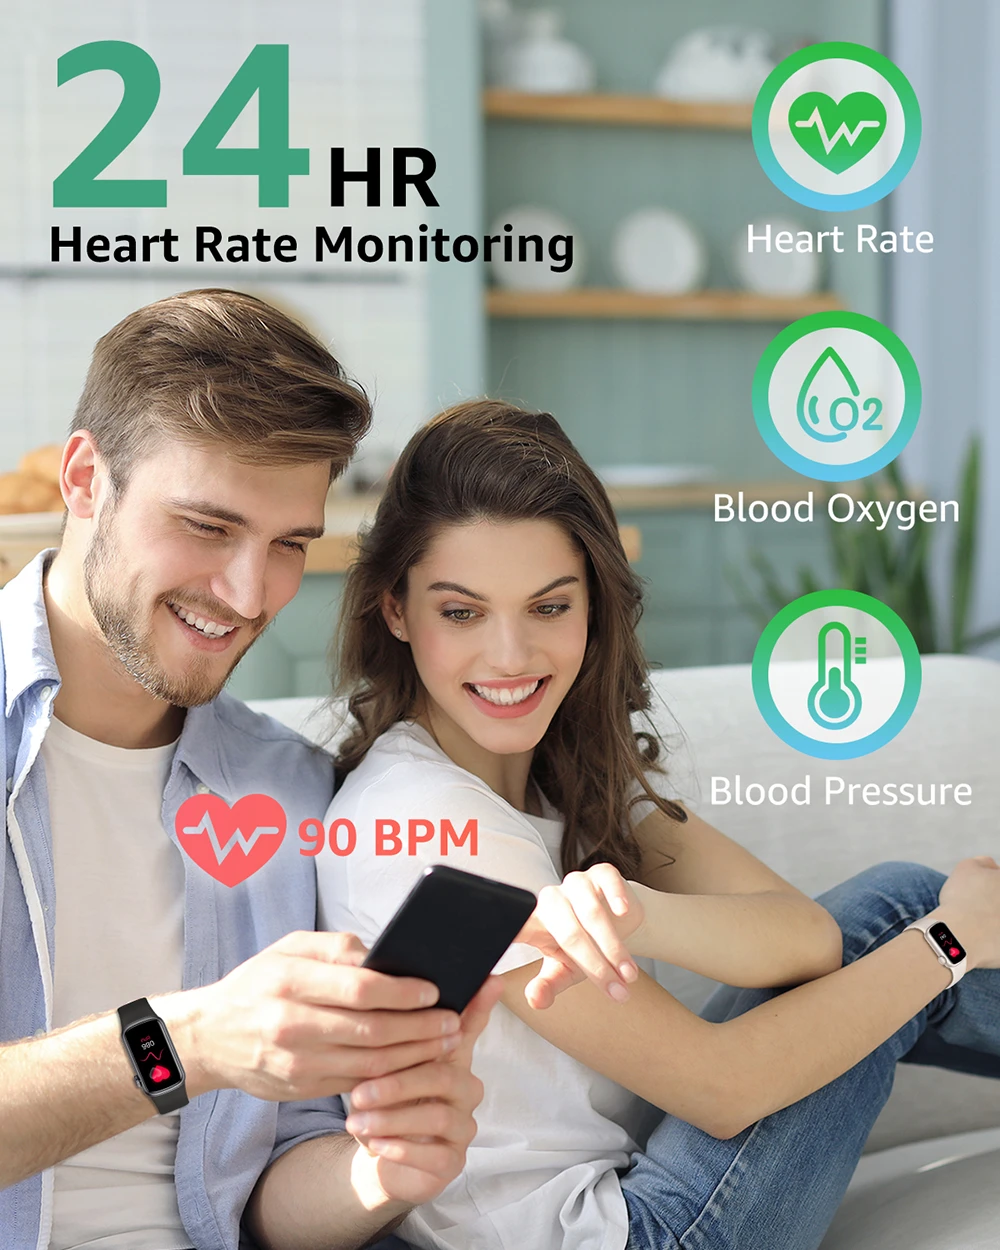 24 HR
Heart Rate Monitoring
Heart Rate
O2
Blood Oxygen
Blood Pressure
90 BPM